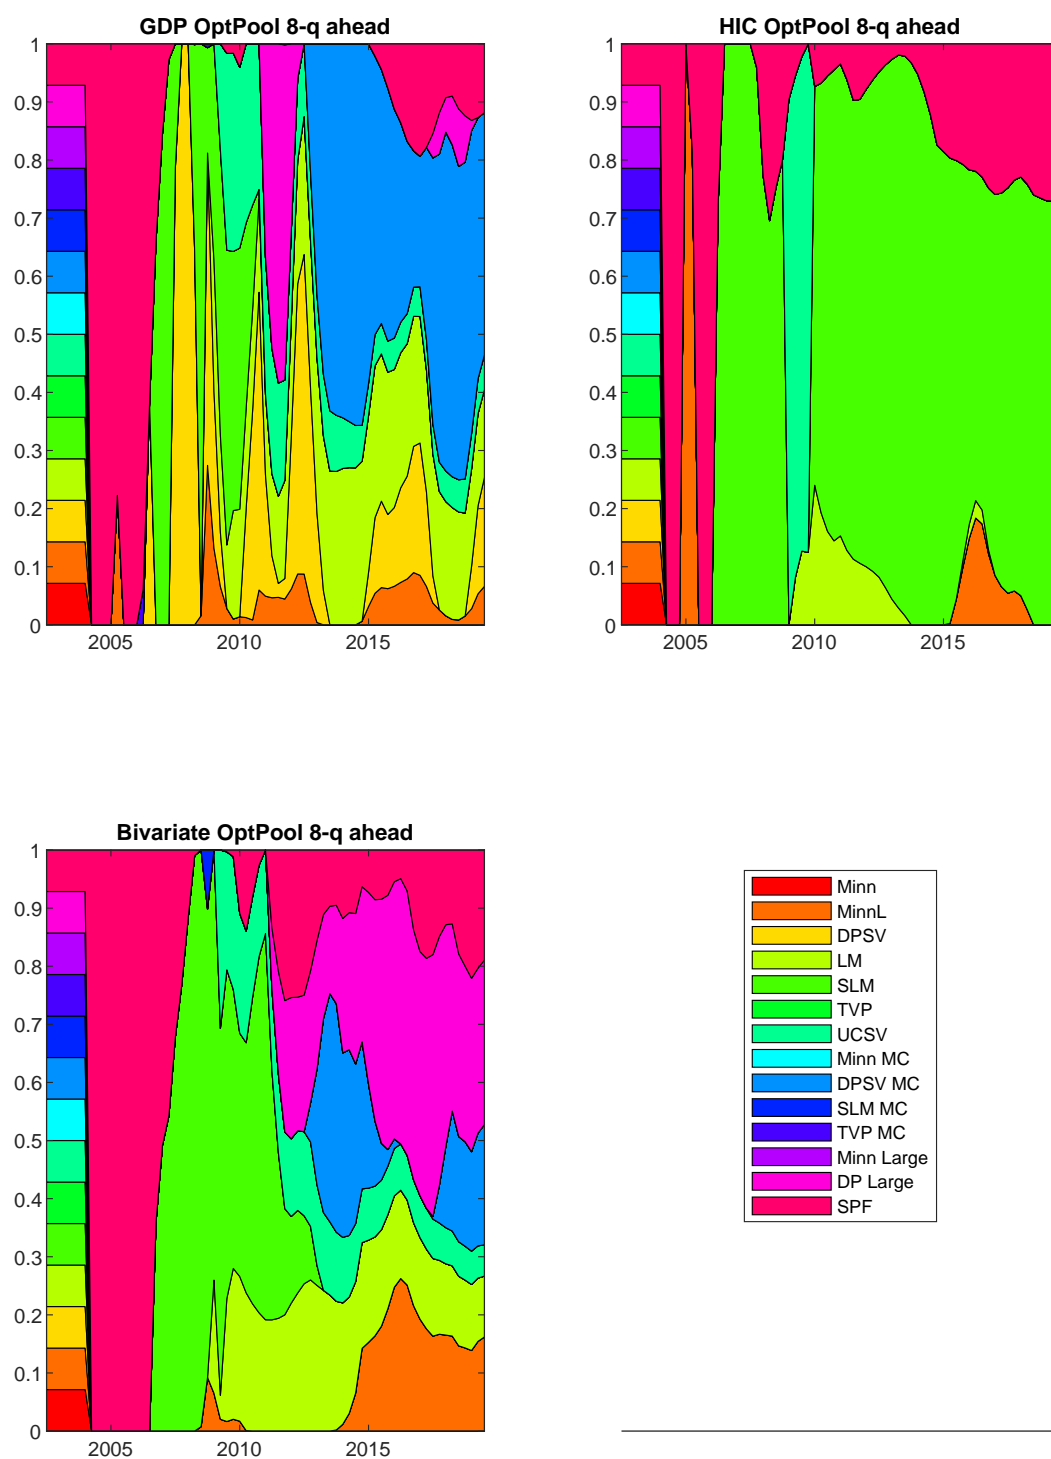 GDP OptPool 8-q ahead
1
0.9
0.8
0.7
0.6
0.5
0.4
0.3
0.2
0.1
0
2005 2010 2015
HIC OptPool 8-q ahead
1
0.9
0.8
0.7
0.6
0.5
0.4
0.3
0.2
0.1
0
2005 2010 2015
Bivariate OptPool 8-q ahead
1
0.9
0.8
0.7
0.6
0.5
0.4
0.3
0.2
0.1
0
2005 2010 2015
Minn
MinnL
DPSV
LM
SLM
TVP
UCSV
Minn MC
DPSV MC
SLM MC
TVP MC
Minn Large
DP Large
SPF